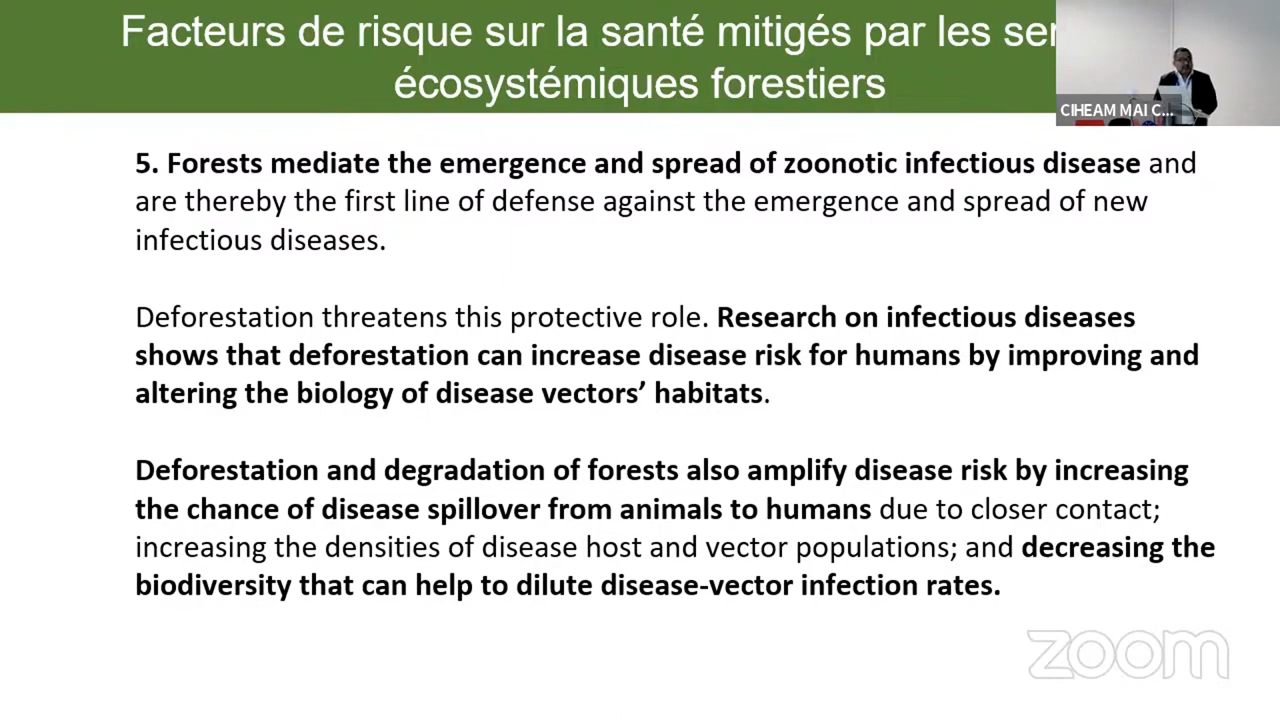 Facteurs de risque sur la santé mitigés par les
écosystémiques forestiers
CIHEAM MAI C...
5. Forests mediate the emergence and spread of zoonotic infectious disease and
are thereby the first line of defense against the emergence and spread of new
infectious diseases.
Deforestation threatens this protective role. Research on infectious diseases
shows that deforestation can increase disease risk for humans by improving and
altering the biology of disease vectors’ habitats.
Deforestation and degradation of forests also amplify disease risk by increasing
the chance of disease spillover from animals to humans due to closer contact;
increasing the densities of disease host and vector populations; and decreasing the
biodiversity that can help to dilute disease-vector infection rates.
zoom